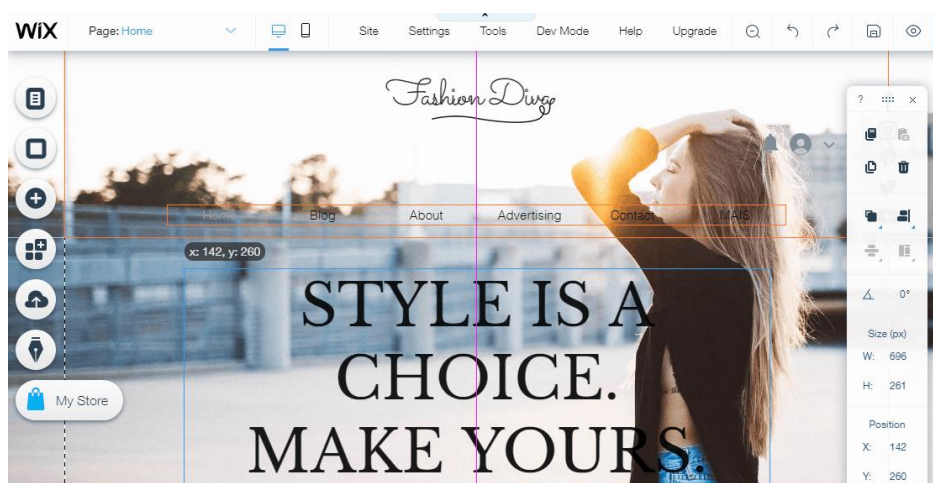 WiX Page: Home Site Settings Tools Dev Mode Help Upgrade
Fashion Diva
?
Home Blog About Advertising Contact MAIS
x: 142, y: 260
STYLE IS A
CHOICE.
MAKE YOURS.
My Store
0°
Size (px)
W: 696
H: 261
Position
X: 142
Y: 260